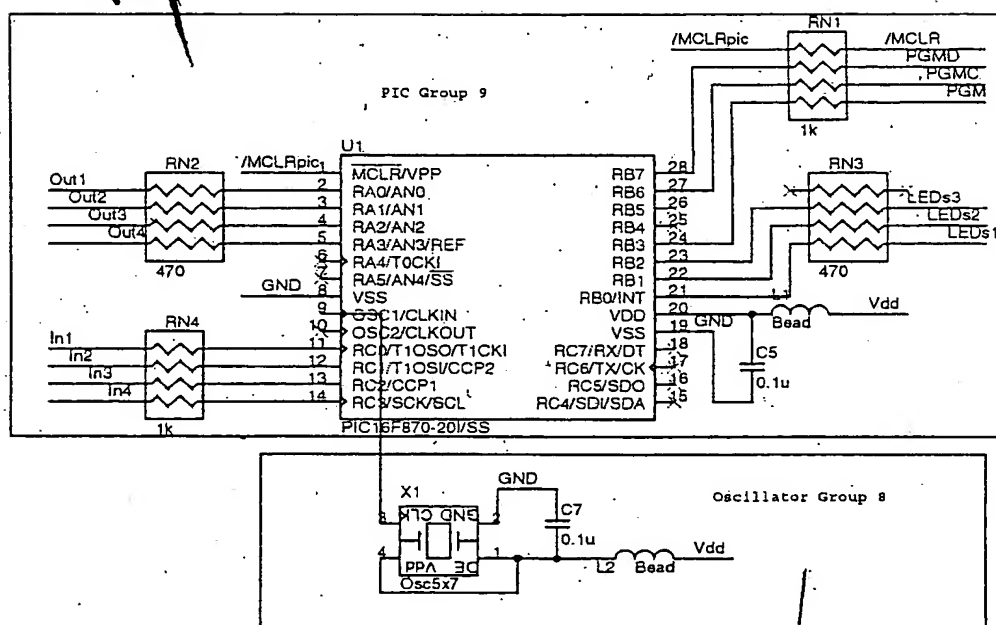 RN1
/MCLRpic
/MCLR
PGMD
PGMC
PGM
1k
PIC Group 9
U1
RN2
/MCLRpic
Out1
Out2
Out3
Out4
470
1 MCLR/VPP
2 RA0/AN0
3 RA1/AN1
4 RA2/AN2
5 RA3/AN3/REF
6 RA4/T0CKI
7 RA5/AN4/SS
GND 8 VSS
9 OSC1/CLKIN
10 OSC2/CLKOUT
11 RC0/T1OSO/T1CKI
12 RC1/T1OSI/CCP2
13 RC2/CCP1
14 RC3/SCK/SCL
RB7 28
RB6 27
RB5 26
RB4 25
RB3 24
RB2 23
RB1 22
RB0/INT 21
VDD 20
VSS 19 GND
RC7/RX/DT 18
RC6/TX/CK 17
RC5/SDO 16
RC4/SDI/SDA 15
PIC16F870-20I/SS
RN3
LEDs3
LEDs2
LEDs1
470
L1
Bead
Vdd
C5
0.1u
RN4
In1
In2
In3
In4
1k
Oscillator Group 8
GND
X1
3 CLK
GND 2
4 Vdd
OE 1
Osc5x7
C7
0.1u
L2
Bead
Vdd